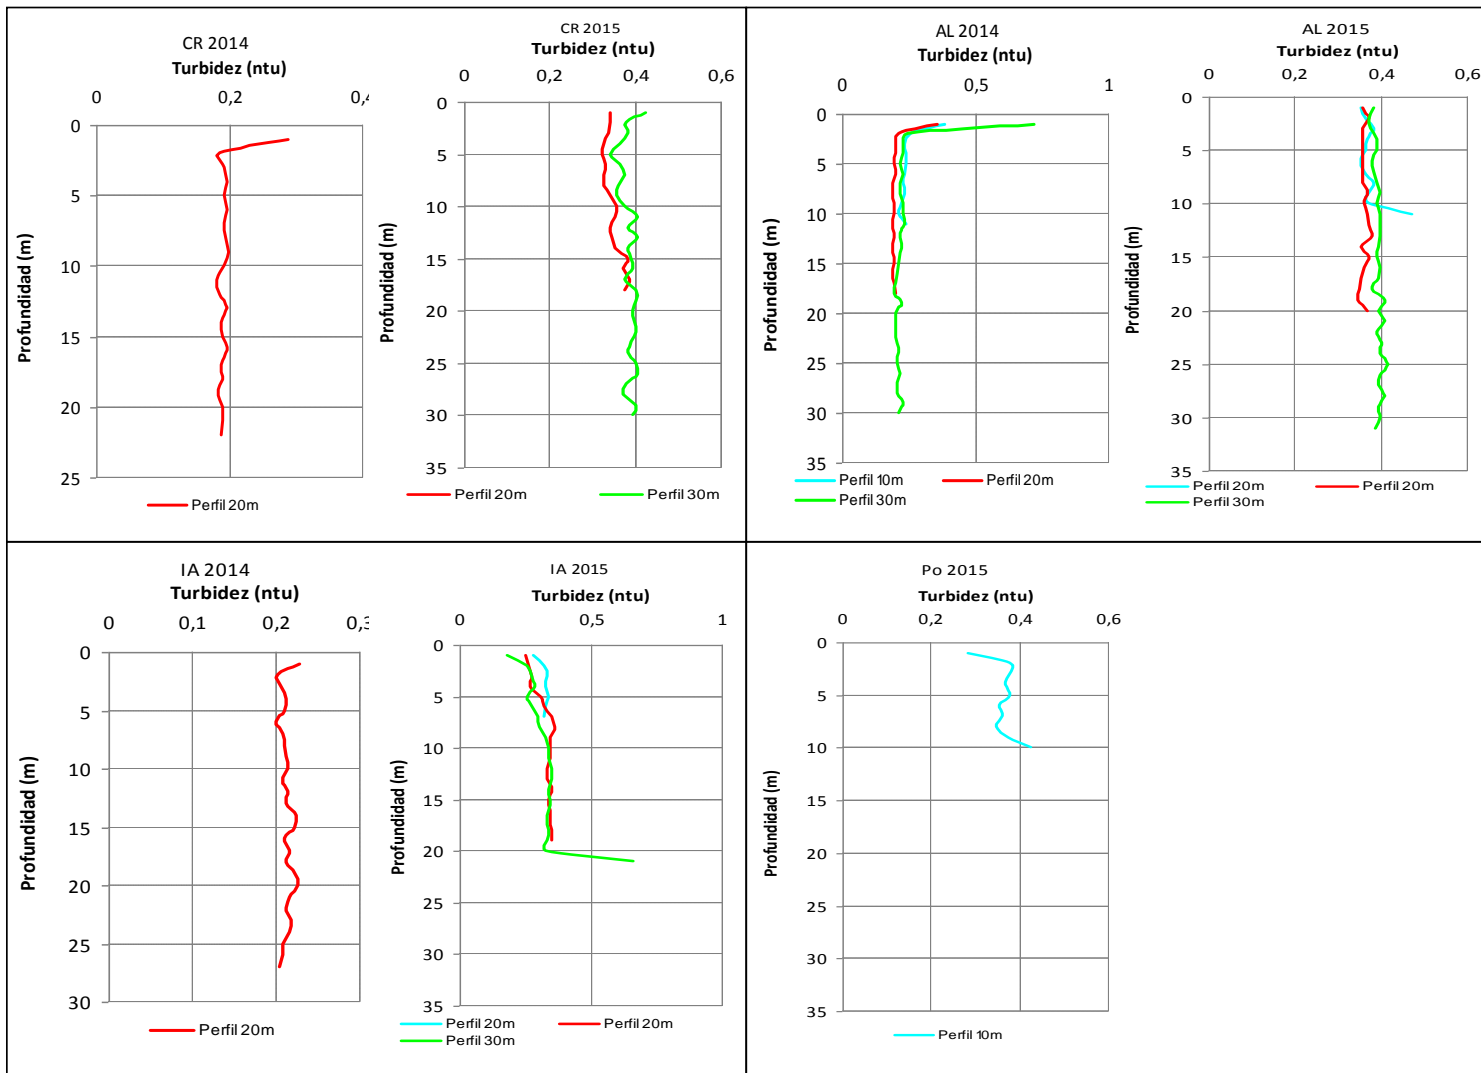 CR 2014
Turbidez (ntu)
0 0,2 0,4
0
5
10
15
20
25
Profundidad (m)
Perfil 20m
CR 2015
Turbidez (ntu)
0 0,2 0,4 0,6
0
5
10
15
20
25
30
35
Profundidad (m)
Perfil 20m Perfil 30m
AL 2014
Turbidez (ntu)
0 0,5 1
0
5
10
15
20
25
30
35
Profundidad (m)
Perfil 10m Perfil 20m
Perfil 30m
AL 2015
Turbidez (ntu)
0 0,2 0,4 0,6
0
5
10
15
20
25
30
35
Profundidad (m)
Perfil 20m Perfil 20m
Perfil 30m
IA 2014
Turbidez (ntu)
0 0,1 0,2 0,3
0
5
10
15
20
25
30
Profundidad (m)
Perfil 20m
IA 2015
Turbidez (ntu)
0 0,5 1
0
5
10
15
20
25
30
35
Profundidad (m)
Perfil 20m Perfil 20m
Perfil 30m
Po 2015
Turbidez (ntu)
0 0,2 0,4 0,6
0
5
10
15
20
25
30
35
Profundidad (m)
Perfil 10m